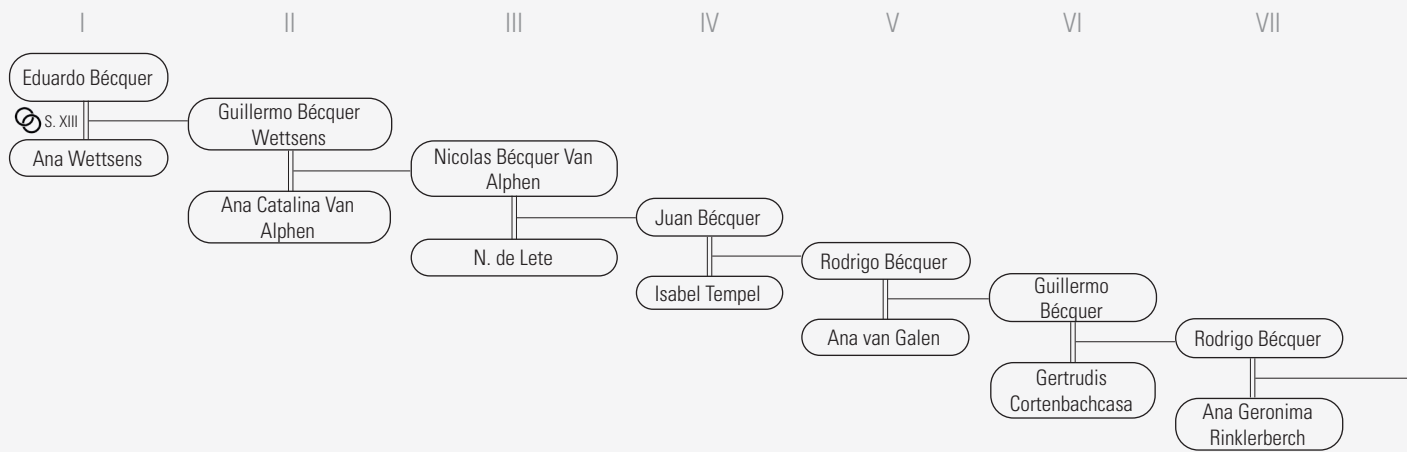 I II III IV V VI VII
Eduardo Bécquer
S. XIII
Ana Wettsens
Guillermo Bécquer
Wettsens
Ana Catalina Van
Alphen
Nicolas Bécquer Van
Alphen
N. de Lete
Juan Bécquer
Isabel Tempel
Rodrigo Bécquer
Ana van Galen
Guillermo
Bécquer
Gertrudis
Cortenbachcasa
Rodrigo Bécquer
Ana Geronima
Rinklerberch